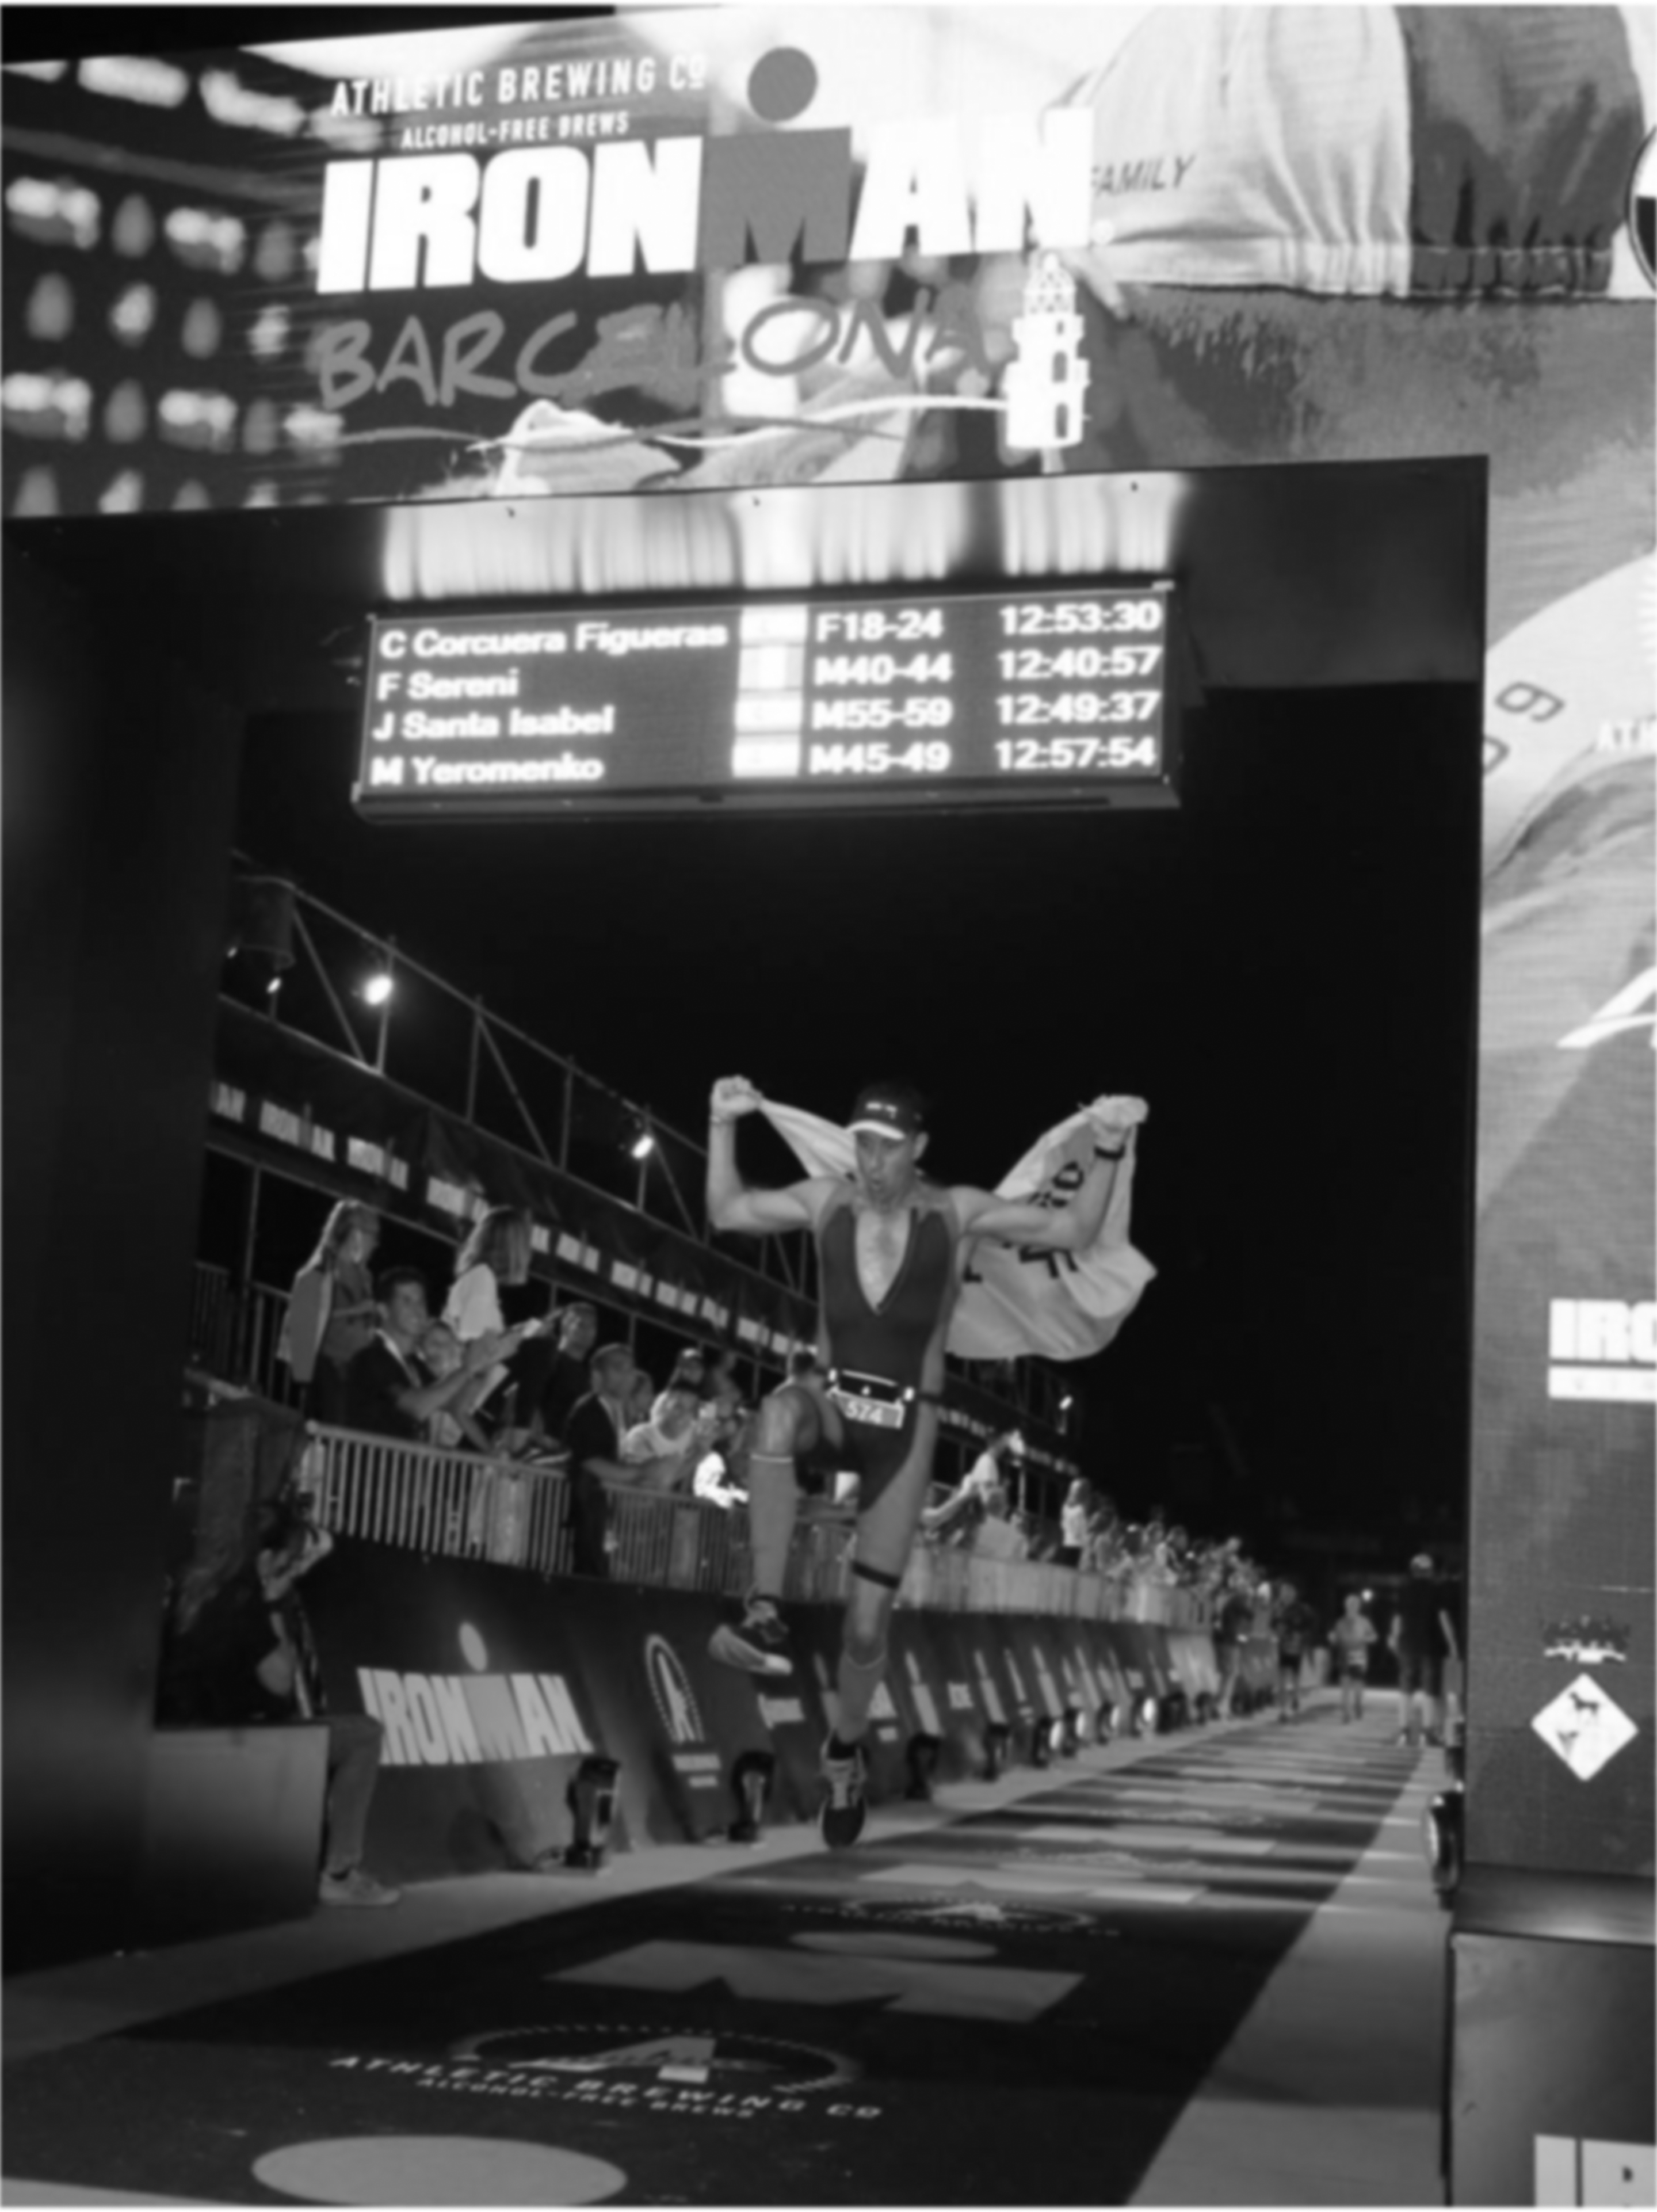 ATHLETIC BREWING Cº
ALCOHOL-FREE BREWS
IRONMAN
FAMILY
BARCELONA
C Corcuera Figueras F18-24 12:53:30
F Sereni M40-44 12:40:57
J Santa Isabel M55-59 12:49:37
M Yeromenko M45-49 12:57:54
IRONMAN
574
IRO
IRONMAN
M
ATHLETIC BREWING CO
ALCOHOL-FREE BREWS